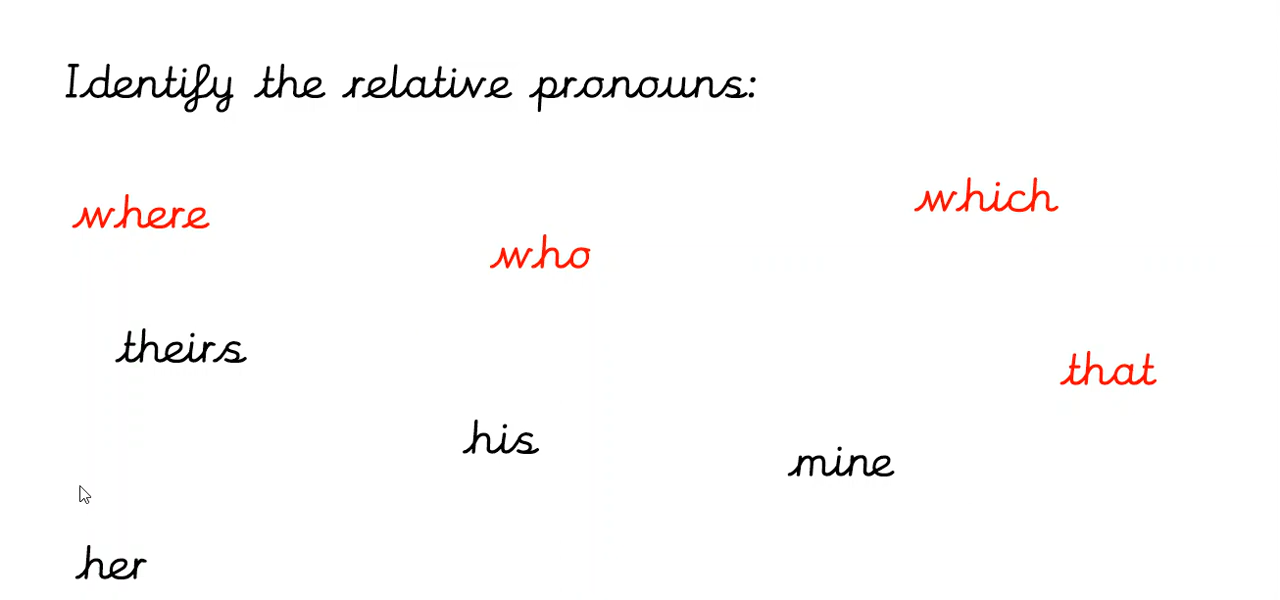 Identify the relative pronouns:
where
who
which
theirs
that
his
mine
her